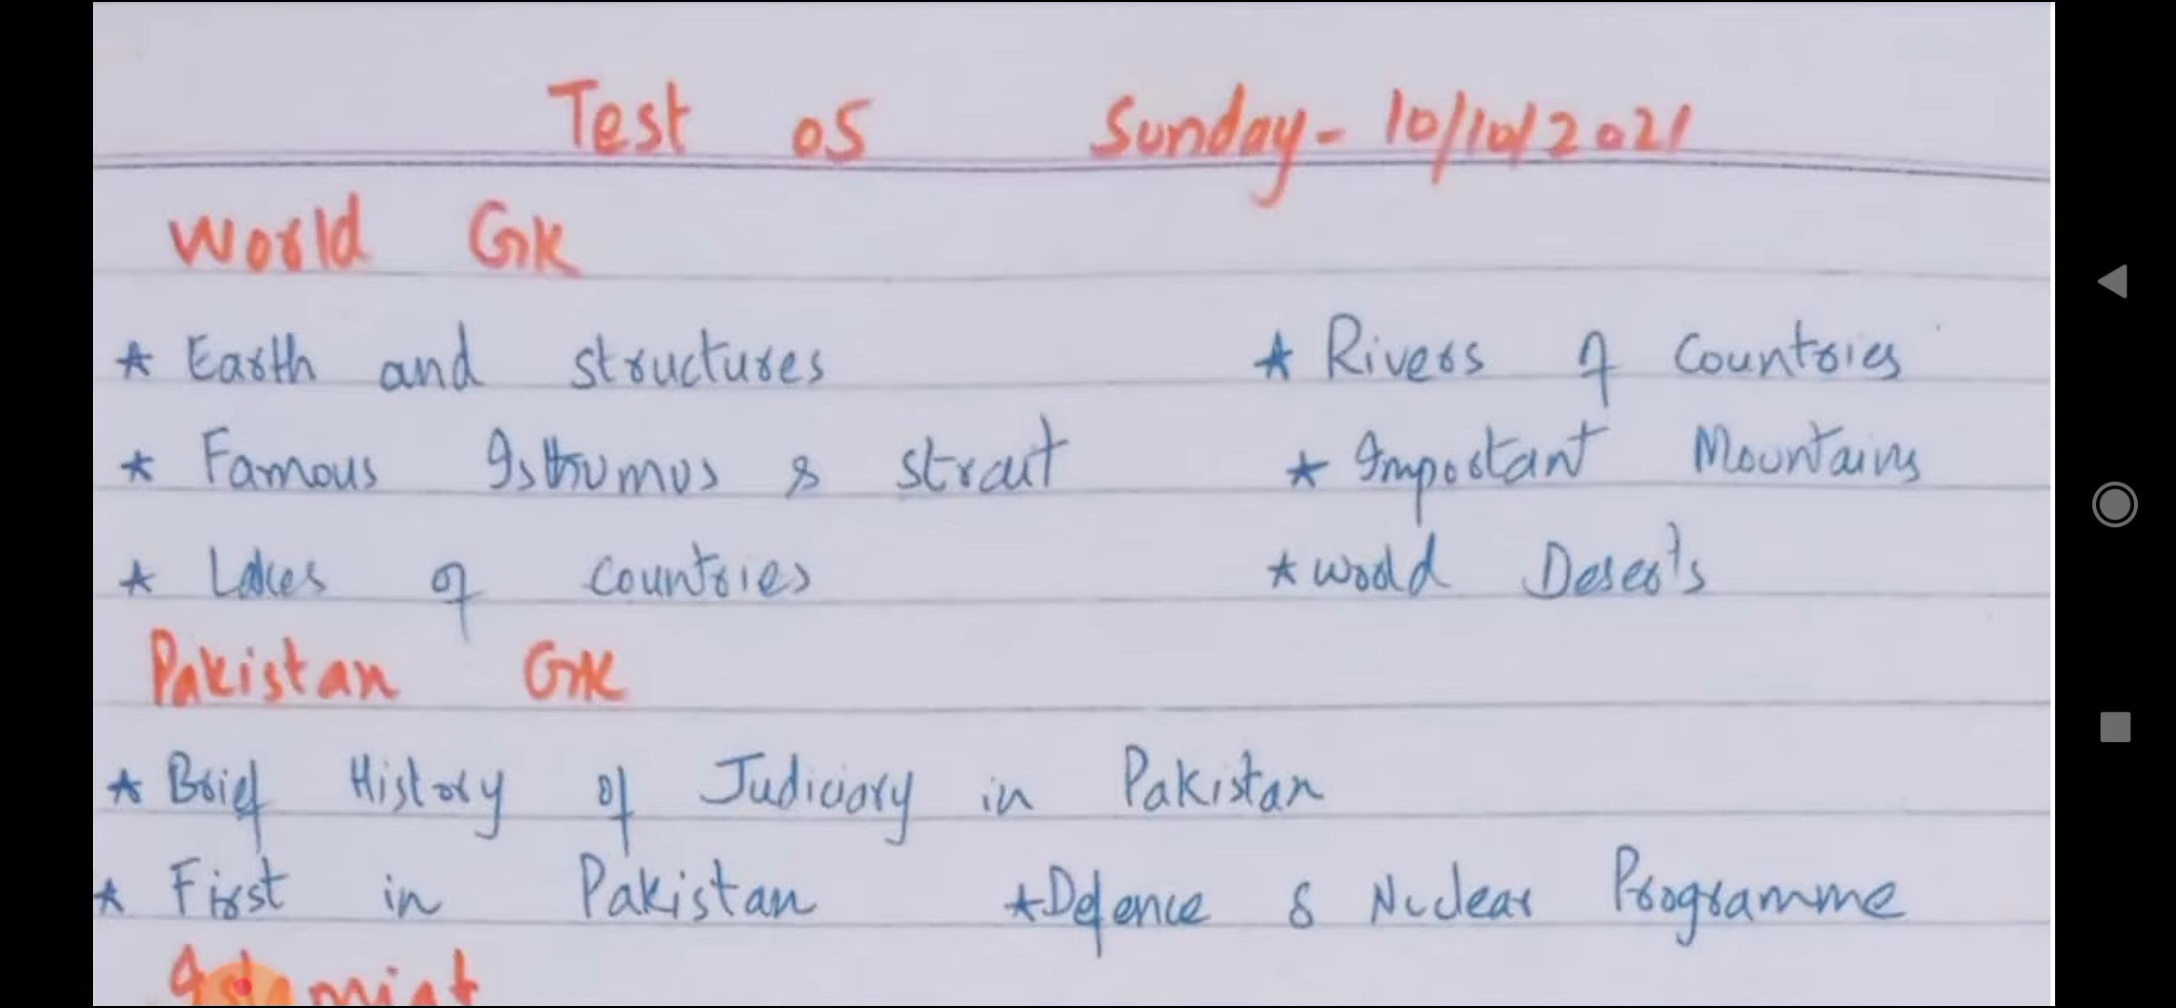 Test 05 Sunday- 10/10/2021
World GK
★ Earth and structures ★ Rivers of Countries
★ Famous Isthumus & strait ★ Important Mountains
★ Lakes of countries ★ World Deserts
Pakistan GK
★ Brief History of Judiciary in Pakistan
★ First in Pakistan ★ Defence & Nuclear Programme
Islamiat